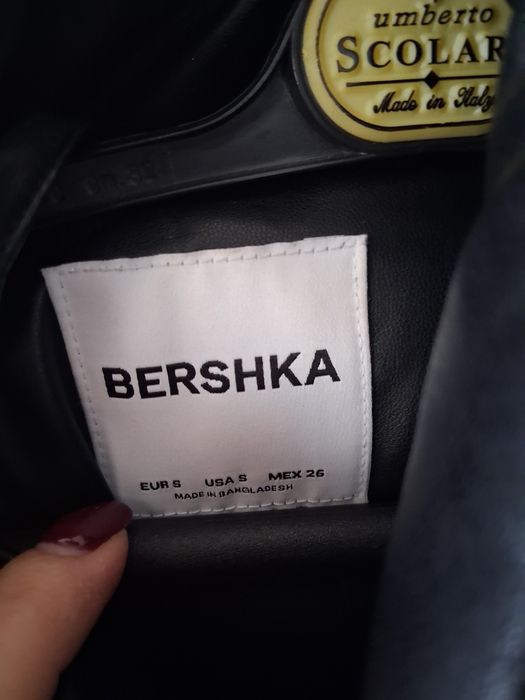 umberto
SCOLAR
Made in Italy
BERSHKA
EUR S USA S MEX 26
MADE IN BANGLADESH